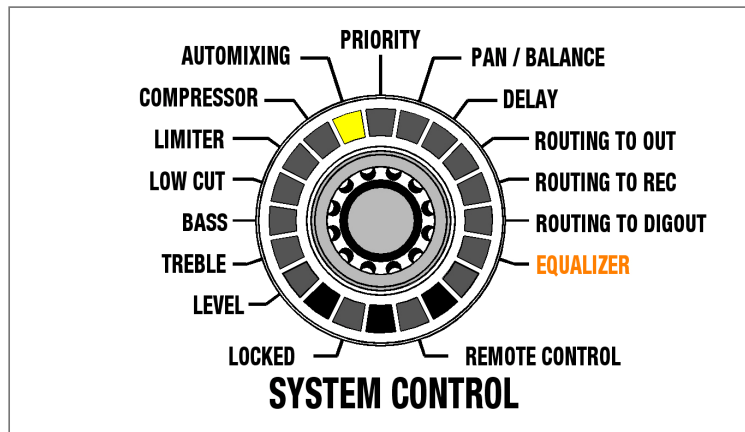 PRIORITY
AUTOMIXING
PAN / BALANCE
COMPRESSOR
DELAY
LIMITER
ROUTING TO OUT
LOW CUT
ROUTING TO REC
BASS
ROUTING TO DIGOUT
TREBLE
EQUALIZER
LEVEL
LOCKED
REMOTE CONTROL
SYSTEM CONTROL